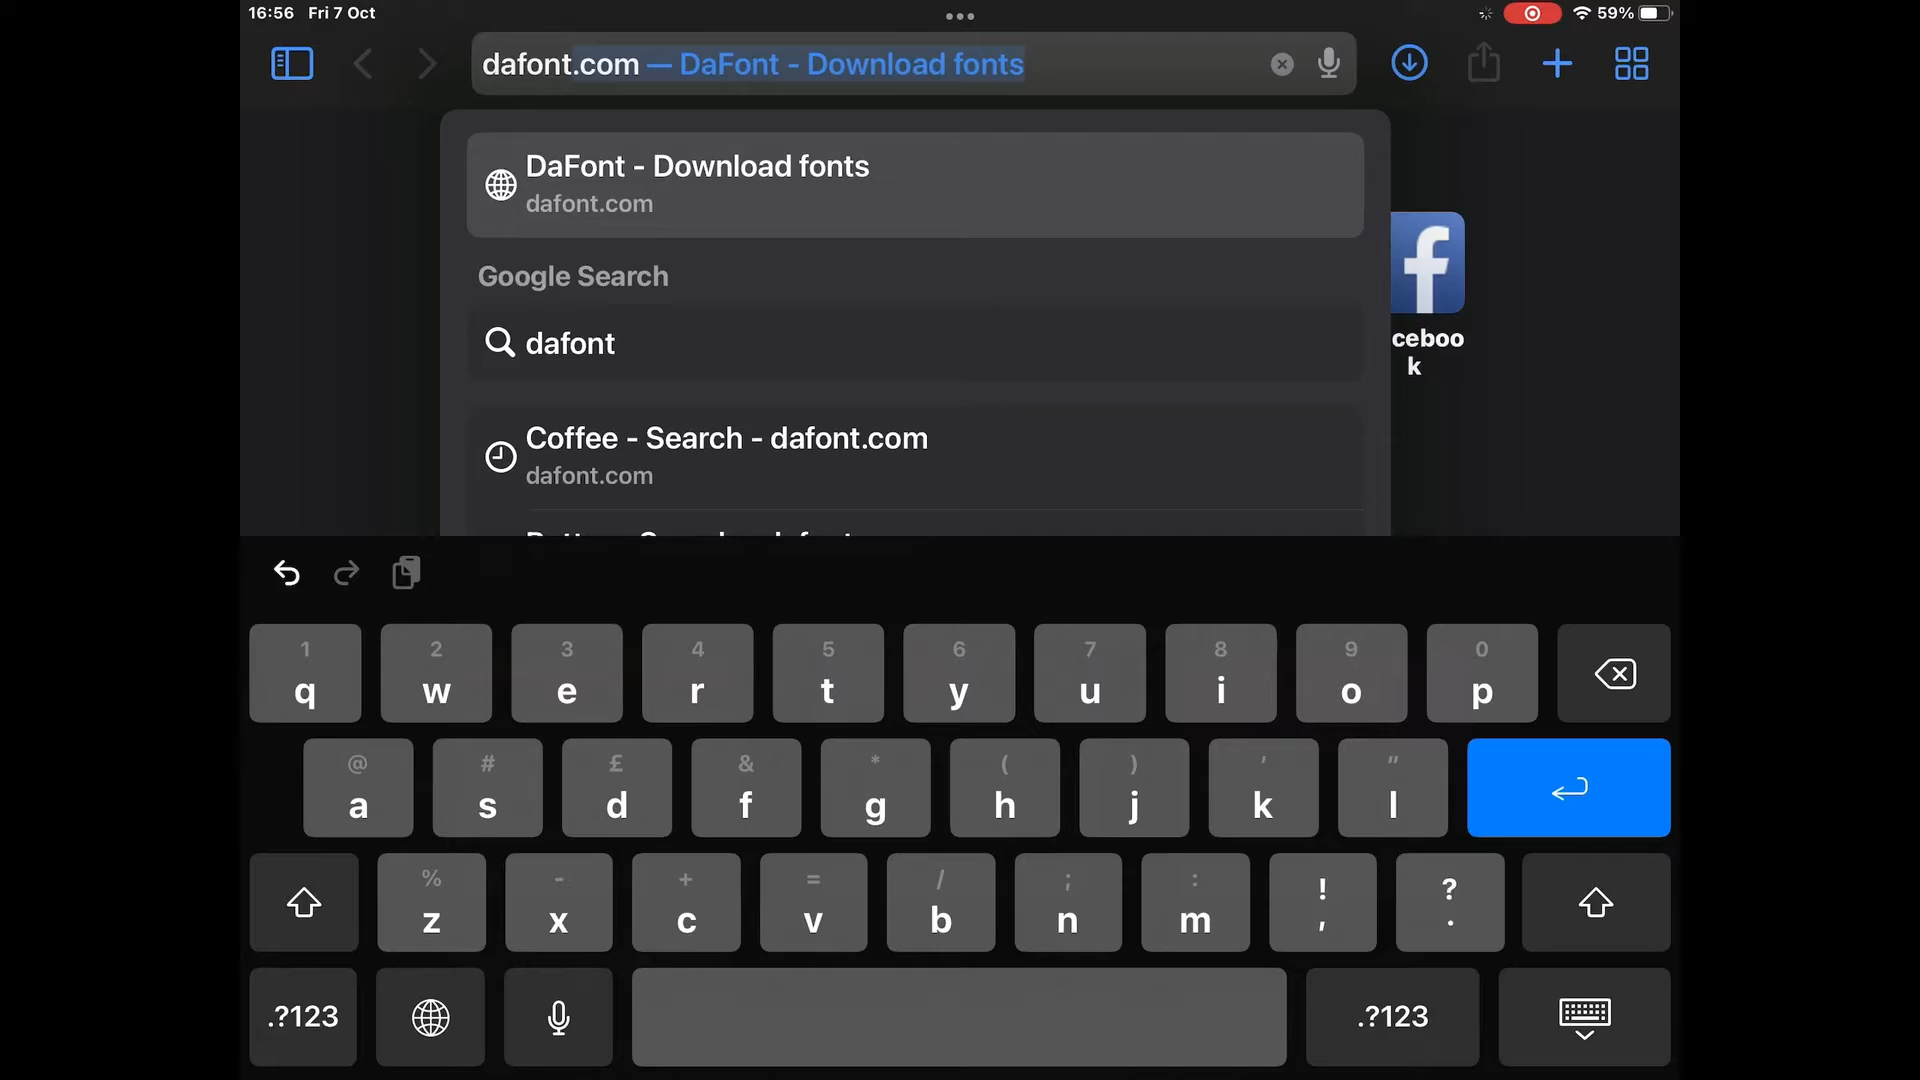 16:56 Fri 7 Oct 59%
dafont.com — DaFont - Download fonts
DaFont - Download fonts
dafont.com
Google Search
dafont
Coffee - Search - dafont.com
dafont.com
ceboo
k
1 2 3 4 5 6 7 8 9 0
q w e r t y u i o p
@ # £ & * ( ) ' "
a s d f g h j k l
% - + = / ; : ! ?
z x c v b n m , .
.?123 .?123